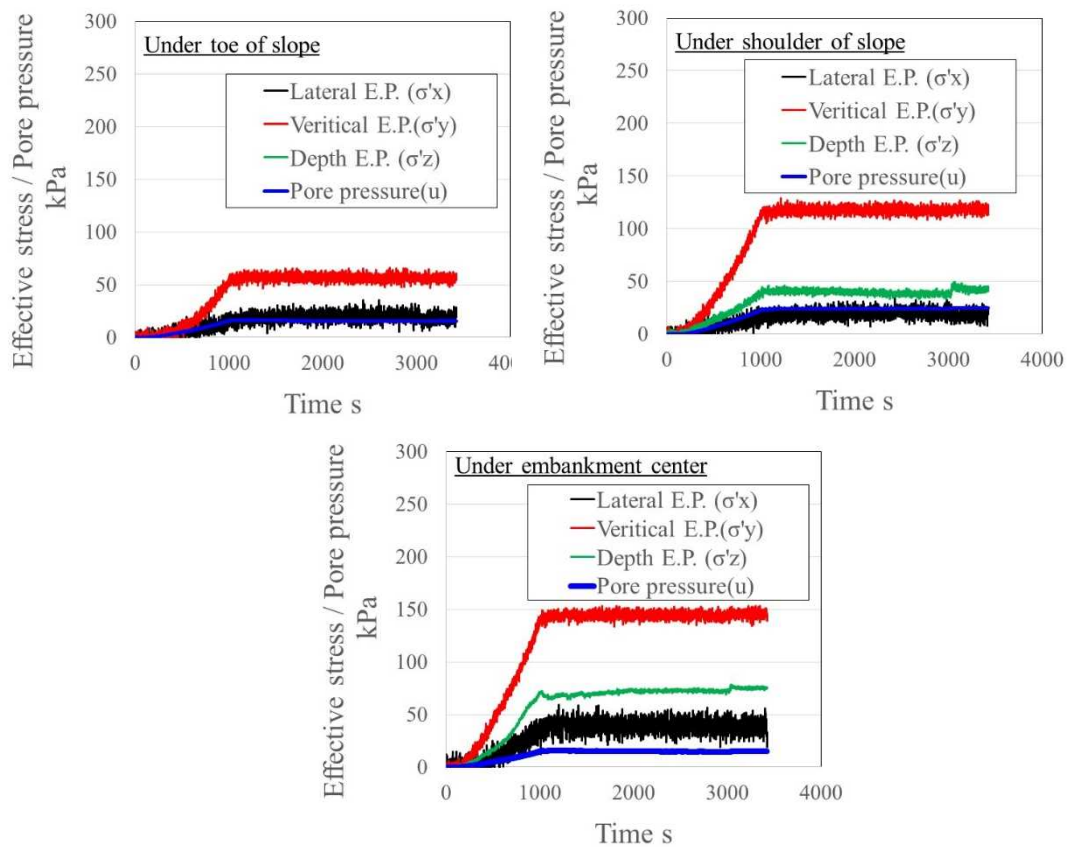 Under toe of slope
Effective stress / Pore pressure
kPa
300
250
200
150
100
50
0
Lateral E.P. (σ'x)
Veritical E.P.(σ'y)
Depth E.P. (σ'z)
Pore pressure(u)
0 1000 2000 3000 400
Time s
Under shoulder of slope
Effective stress / Pore pressure
kPa
300
250
200
150
100
50
0
Lateral E.P. (σ'x)
Veritical E.P.(σ'y)
Depth E.P. (σ'z)
Pore pressure(u)
0 1000 2000 3000 4000
Time s
Under embankment center
Effective stress / Pore pressure
kPa
300
250
200
150
100
50
0
Lateral E.P. (σ'x)
Veritical E.P.(σ'y)
Depth E.P. (σ'z)
Pore pressure(u)
0 1000 2000 3000 4000
Time s